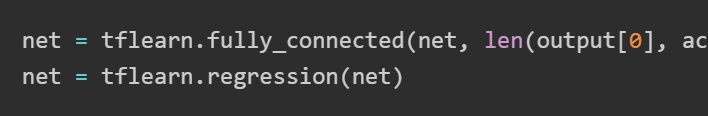 net = tflearn.fully_connected(net, len(output[0], ac
net = tflearn.regression(net)